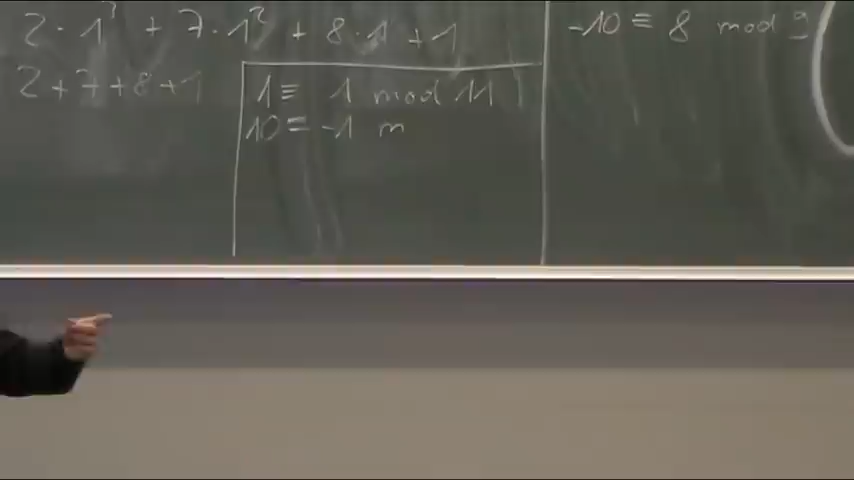 2·1³ + 7·1² + 8·1 + 1
2+7+8+1
1 ≡ 1 mod 11
10 ≡ -1 m
-10 ≡ 8 mod 9